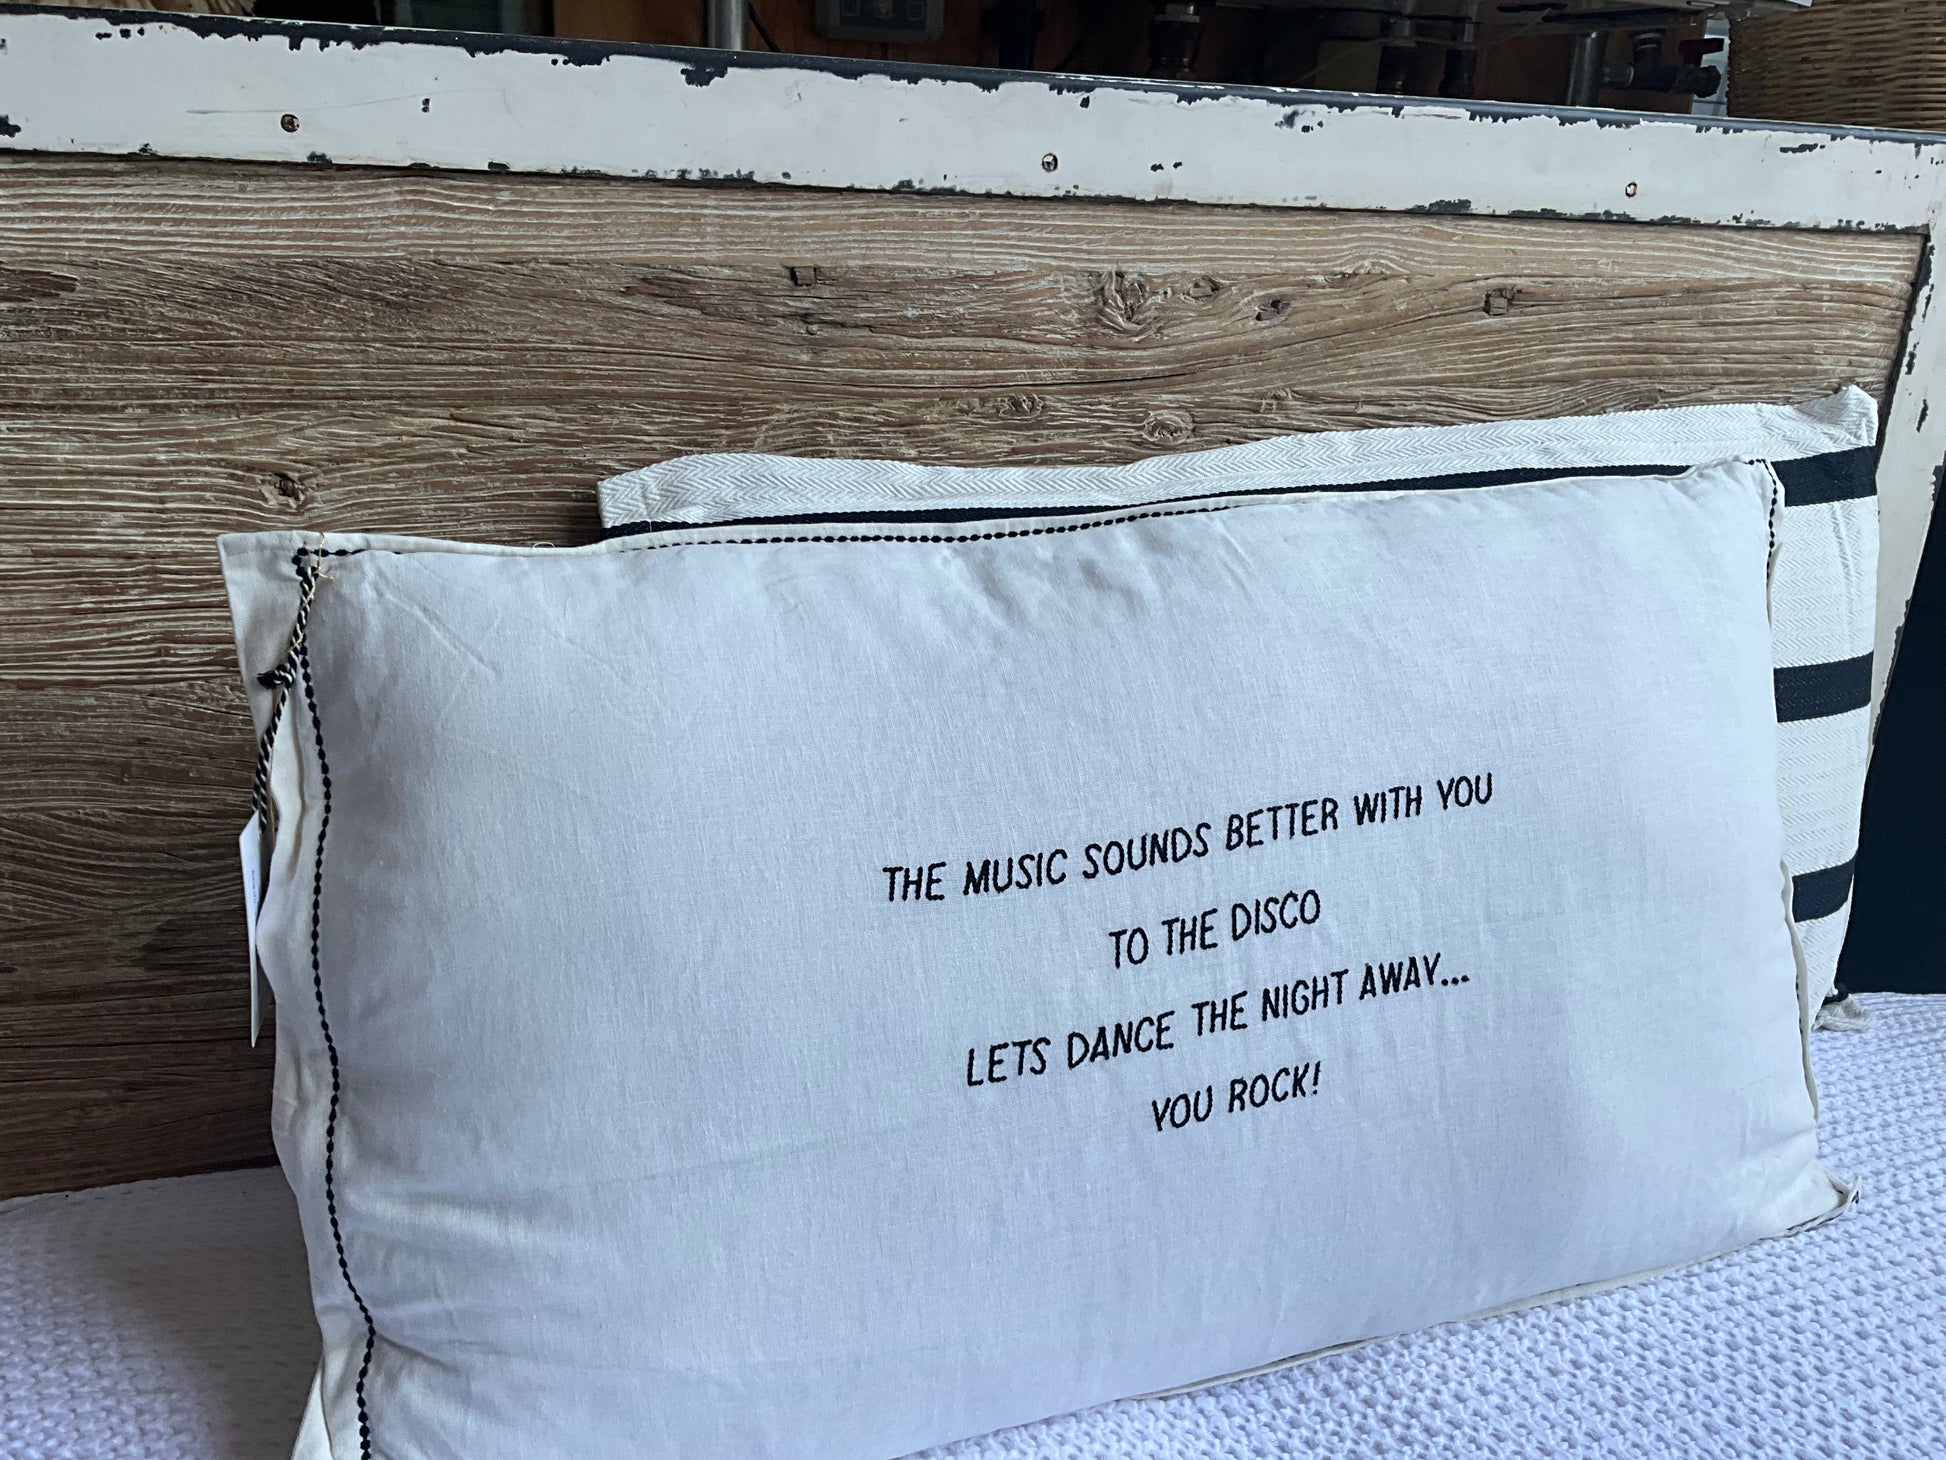 THE MUSIC SOUNDS BETTER WITH YOU
TO THE DISCO
LETS DANCE THE NIGHT AWAY...
YOU ROCK!